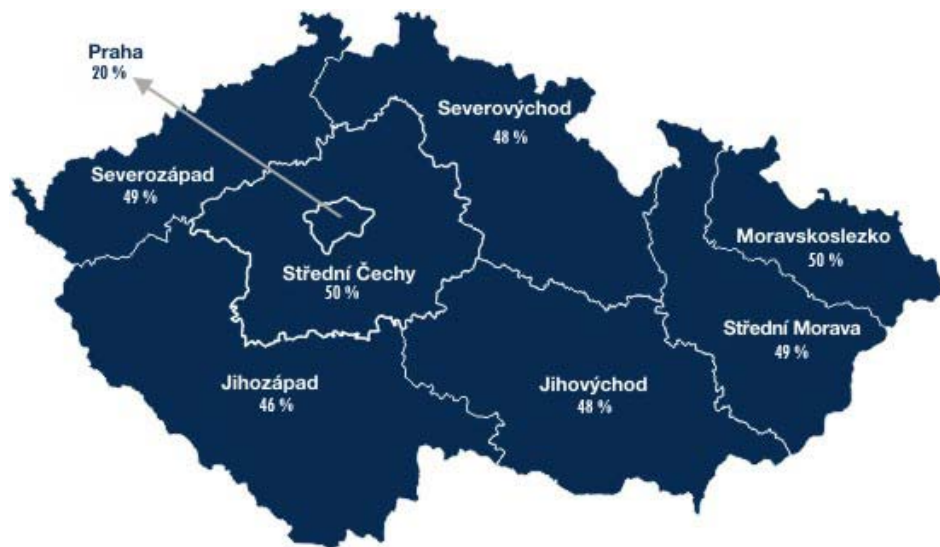 Praha
20 %
Severovýchod
48 %
Severozápad
49 %
Moravskoslezko
50 %
Střední Čechy
50 %
Střední Morava
49 %
Jihozápad
46 %
Jihovýchod
48 %